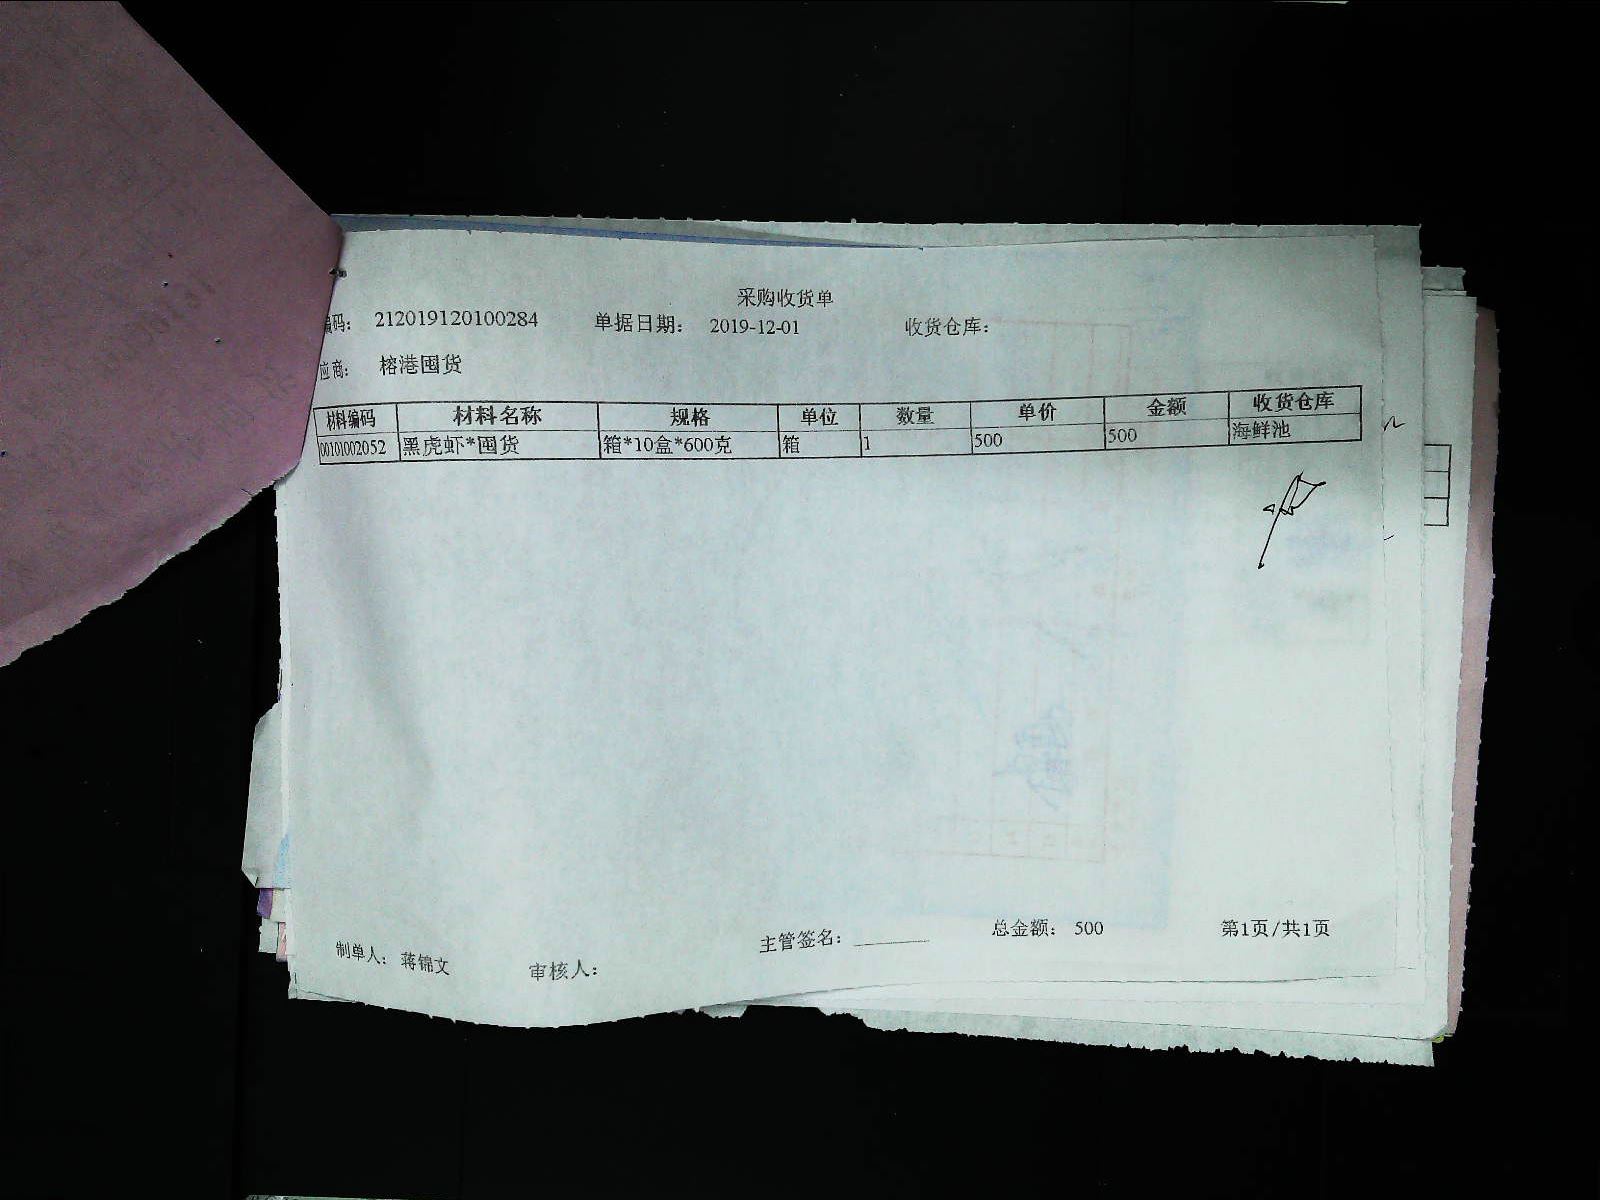 采购收货单
编码： 212019120100284 单据日期： 2019-12-01 收货仓库：
应商： 榕港囤货
材料编码 材料名称 规格 单位 数量 单价 金额 收货仓库
00101002052 黑虎虾*囤货 箱*10盒*600克 箱 1 500 500 海鲜池
制单人： 蒋锦文 审核人： 主管签名： 总金额： 500 第1页/共1页